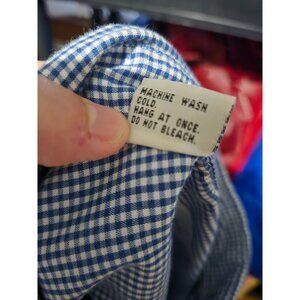 MACHINE WASH
COLD.
HANG AT ONCE.
DO NOT BLEACH.